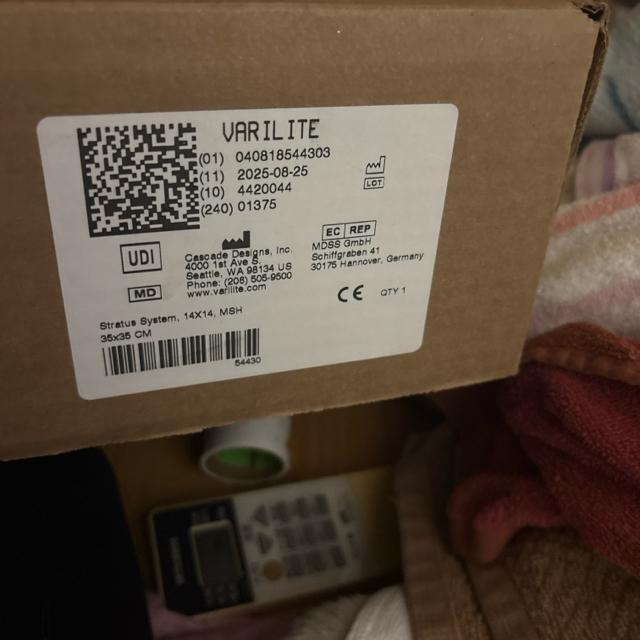 VARILITE
(01) 040818544303
(11) 2025-08-25
(10) 4420044
(240) 01375
LOT
UDI
MD
Cascade Designs, Inc.
4000 1st Ave S.
Seattle, WA 98134 US
Phone: (206) 505-9500
www.varilite.com
EC REP
MDSS GmbH
Schiffgraben 41
30175 Hannover, Germany
CE QTY 1
Stratus System, 14X14, MSH
35x35 CM
54430